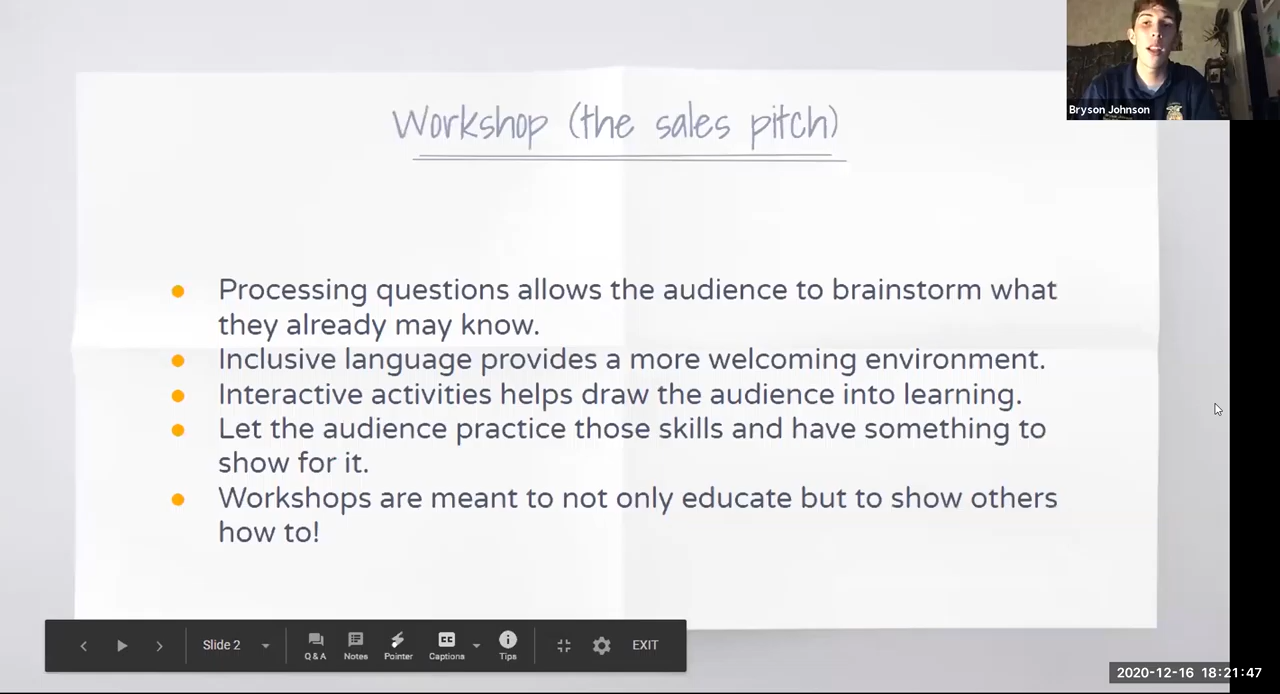 Workshop (the sales pitch)
Bryson Johnson
Processing questions allows the audience to brainstorm what
they already may know.
Inclusive language provides a more welcoming environment.
Interactive activities helps draw the audience into learning.
Let the audience practice those skills and have something to
show for it.
Workshops are meant to not only educate but to show others
how to!
Slide 2
Q & A
Notes
Pointer
CC
Captions
Tips
EXIT
2020-12-16 18:21:47